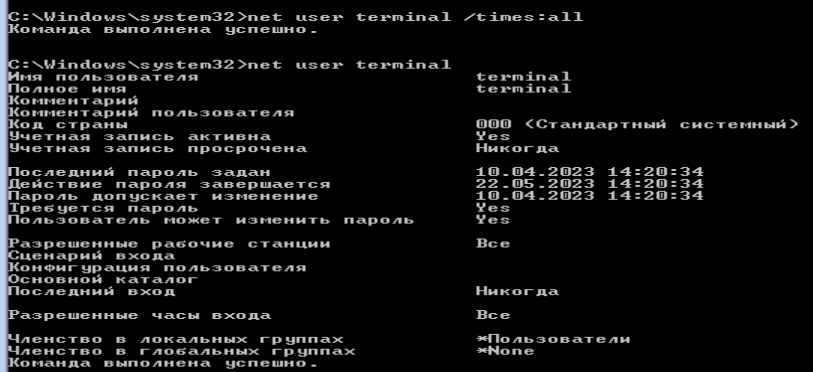 C:\Windows\system32>net user terminal /times:all
Команда выполнена успешно.
C:\Windows\system32>net user terminal
Имя пользователя terminal
Полное имя terminal
Комментарий
Комментарий пользователя
Код страны 000 (Стандартный системный)
Учетная запись активна Yes
Учетная запись просрочена Никогда
Последний пароль задан 10.04.2023 14:20:34
Действие пароля завершается 22.05.2023 14:20:34
Пароль допускает изменение 10.04.2023 14:20:34
Требуется пароль Yes
Пользователь может изменить пароль Yes
Разрешенные рабочие станции Все
Сценарий входа
Конфигурация пользователя
Основной каталог
Последний вход Никогда
Разрешенные часы входа Все
Членство в локальных группах *Пользователи
Членство в глобальных группах *None
Команда выполнена успешно.